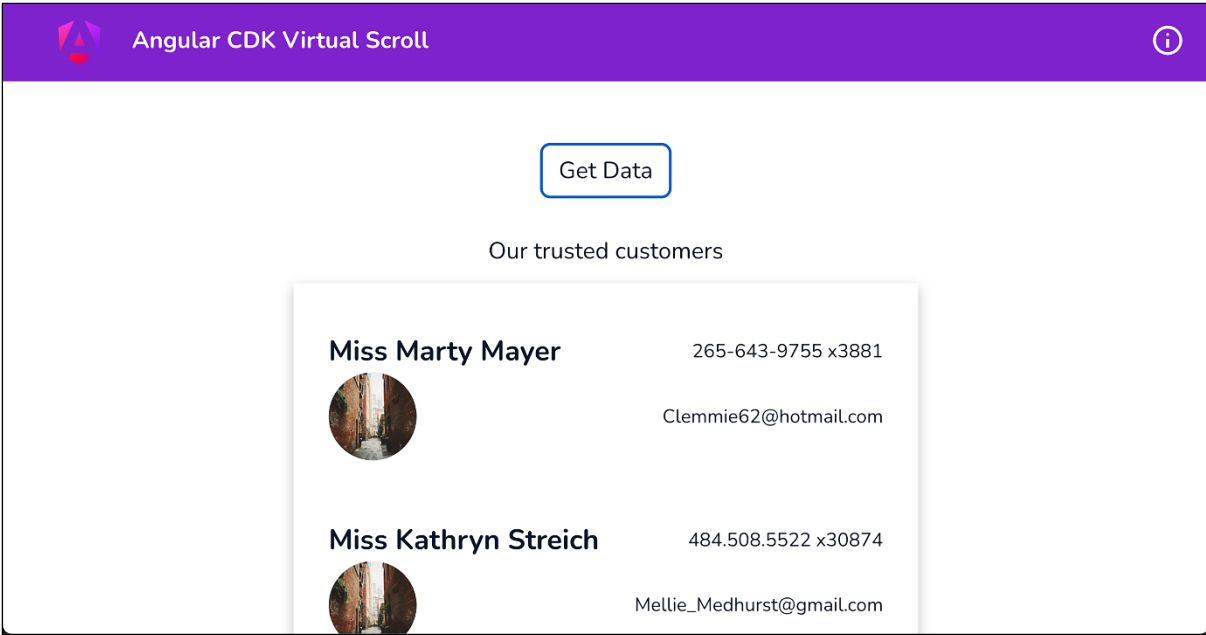 Angular CDK Virtual Scroll
Get Data
Our trusted customers
Miss Marty Mayer
265-643-9755 x3881
Clemmie62@hotmail.com
Miss Kathryn Streich
484.508.5522 x30874
Mellie_Medhurst@gmail.com